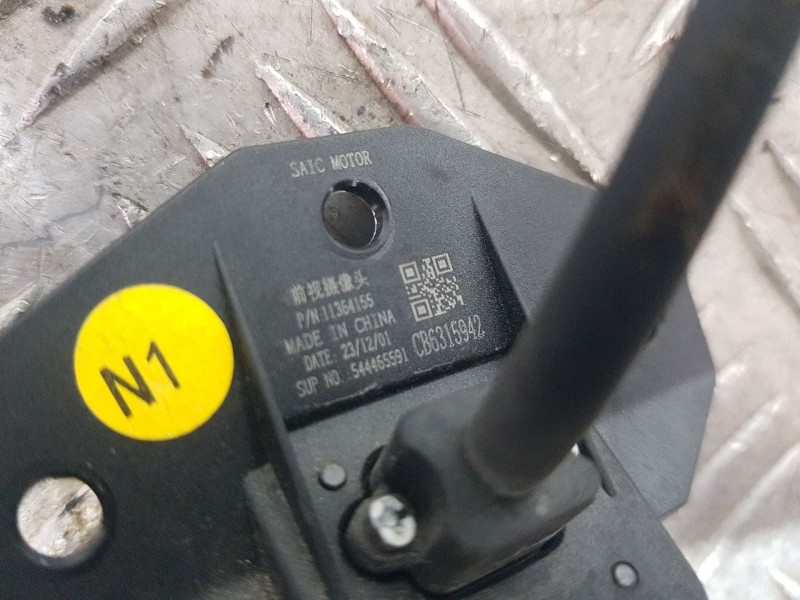 SAIC MOTOR
前视摄像头
P/N:11364155
MADE IN CHINA
DATE: 23/12/01
SUP NO.:544465591
CB6315942
N1